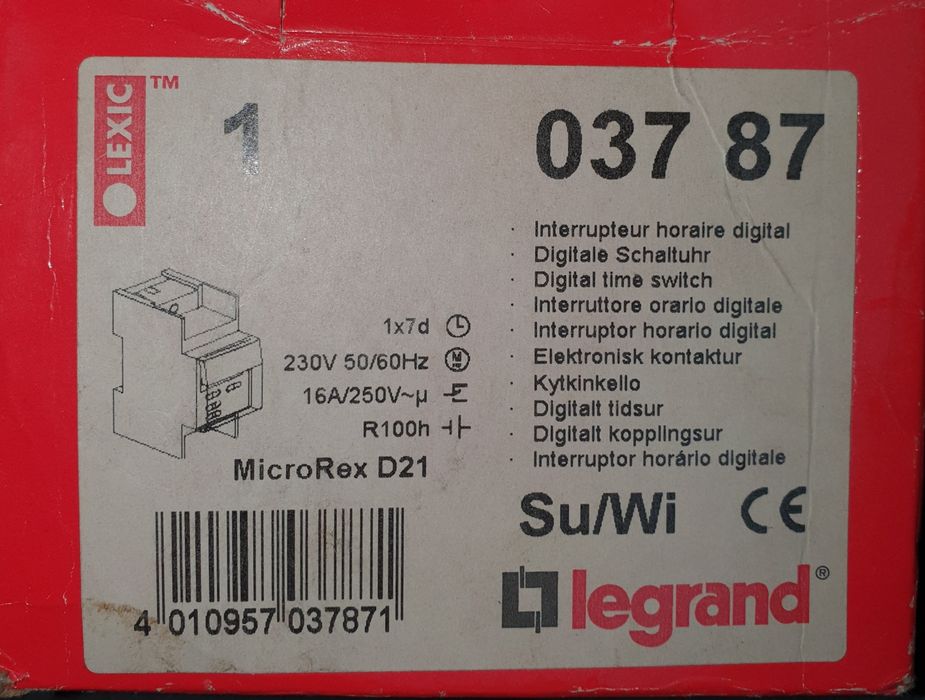 LEXIC™
1
037 87
· Interrupteur horaire digital
· Digitale Schaltuhr
· Digital time switch
· Interruttore orario digitale
· Interruptor horario digital
· Elektronisk kontaktur
· Kytkinkello
· Digitalt tidsur
· Digitalt kopplingsur
· Interruptor horário digitale
1x7d
230V 50/60Hz
M
16A/250V~µ
R100h
MicroRex D21
Su/Wi CE
4 010957 037871
legrand®